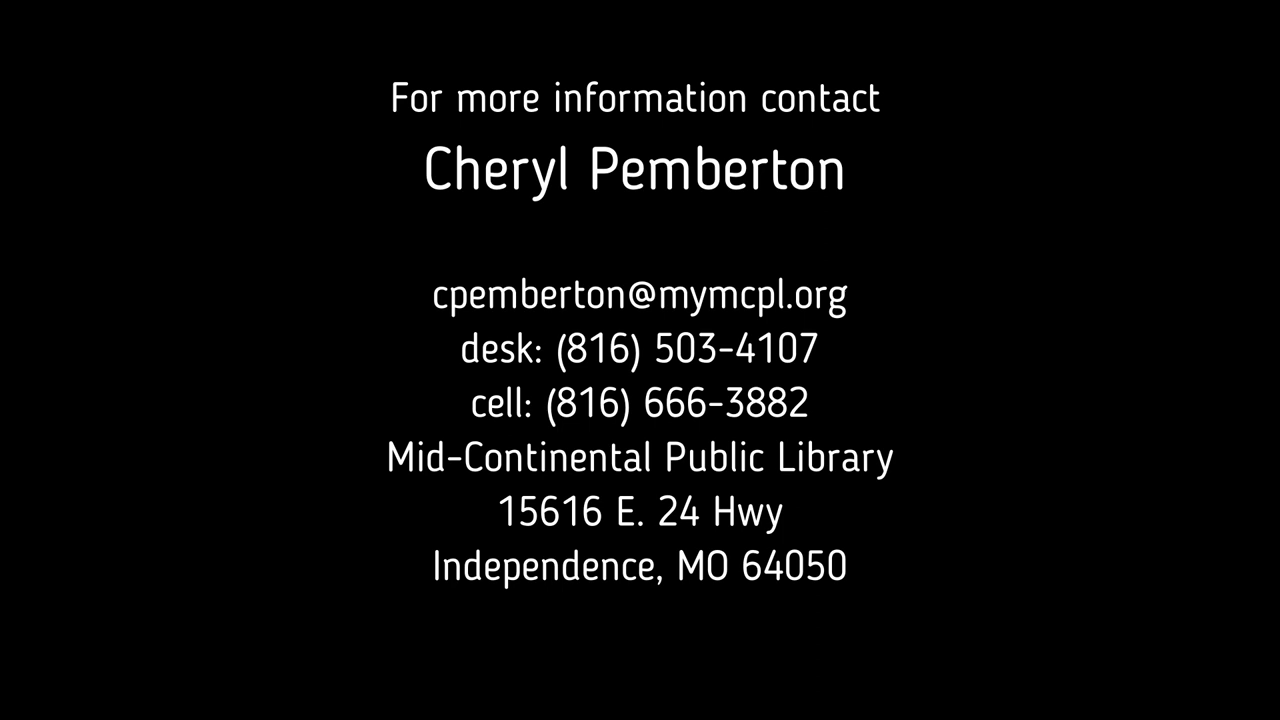 For more information contact
Cheryl Pemberton
cpemberton@mymcpl.org
desk: (816) 503-4107
cell: (816) 666-3882
Mid-Continental Public Library
15616 E. 24 Hwy
Independence, MO 64050